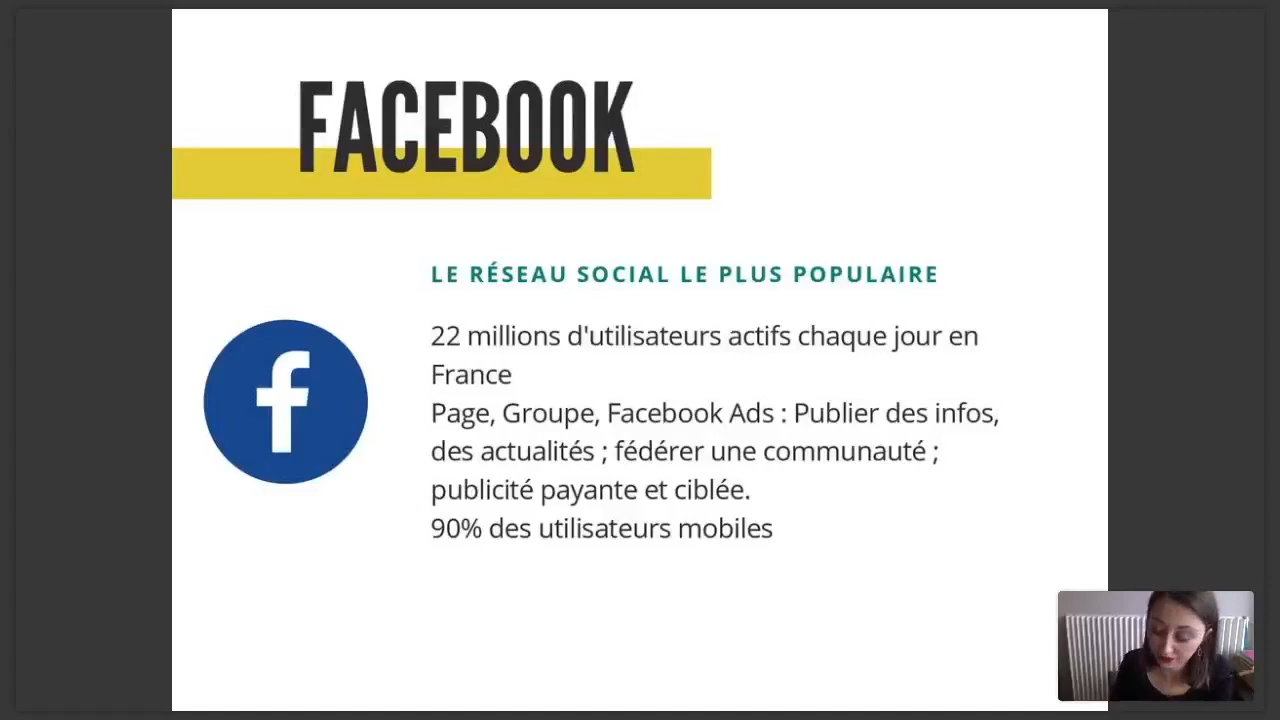 FACEBOOK
LE RÉSEAU SOCIAL LE PLUS POPULAIRE
22 millions d'utilisateurs actifs chaque jour en
France
Page, Groupe, Facebook Ads : Publier des infos,
des actualités ; fédérer une communauté ;
publicité payante et ciblée.
90% des utilisateurs mobiles